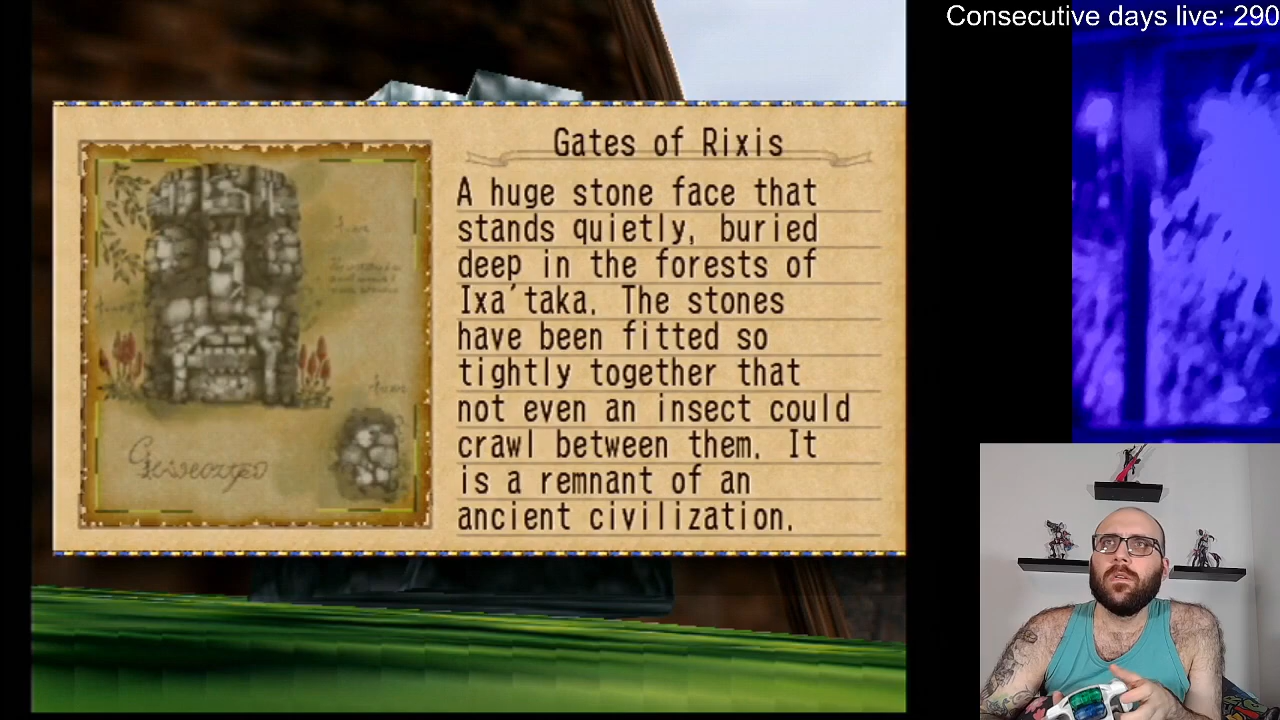 Consecutive days live: 290
Gates of Rixis
A huge stone face that
stands quietly, buried
deep in the forests of
Ixa'taka. The stones
have been fitted so
tightly together that
not even an insect could
crawl between them. It
is a remnant of an
ancient civilization.